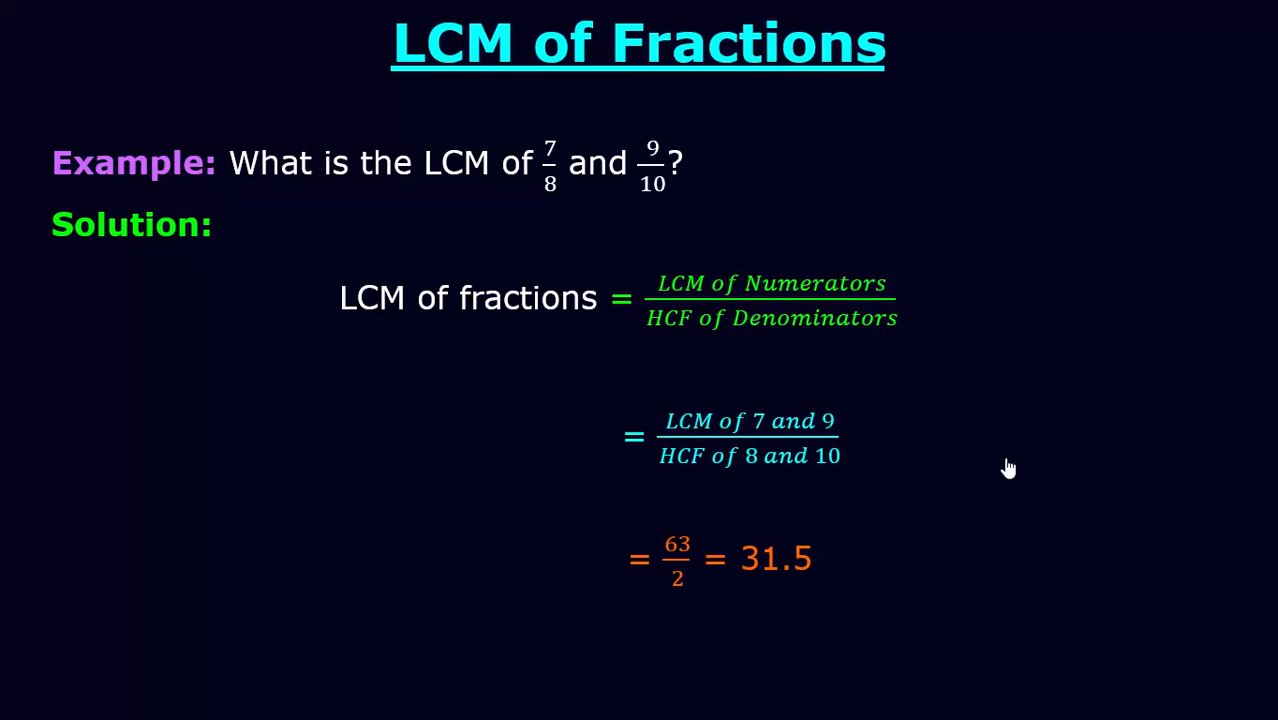 LCM of Fractions
Example: What is the LCM of 7/8 and 9/10?
Solution:
LCM of fractions = LCM of Numerators / HCF of Denominators
= LCM of 7 and 9 / HCF of 8 and 10
= 63/2 = 31.5